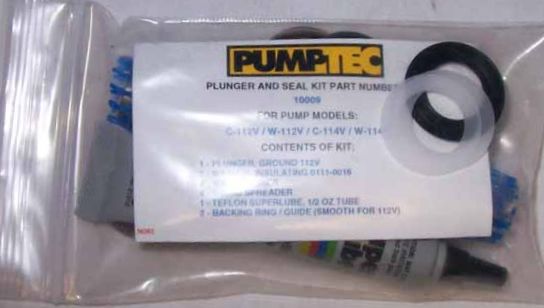 PUMPTEC
PLUNGER AND SEAL KIT PART NUMBE
10009
FOR PUMP MODELS:
C-112V / W-112V / C-114V / W-114
CONTENTS OF KIT:
1 - PLUNGER, GROUND 112V
INSULATING 0111-0016
SPREADER
1 - TEFLON SUPERLUBE, 1/2 OZ TUBE
2 - BACKING RING / GUIDE (SMOOTH FOR 112V)